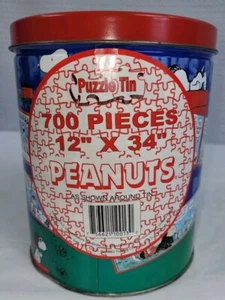 Puzzle Tin
700 PIECES
12" X 34"
PEANUTS
AS SHOWN AROUND TIN